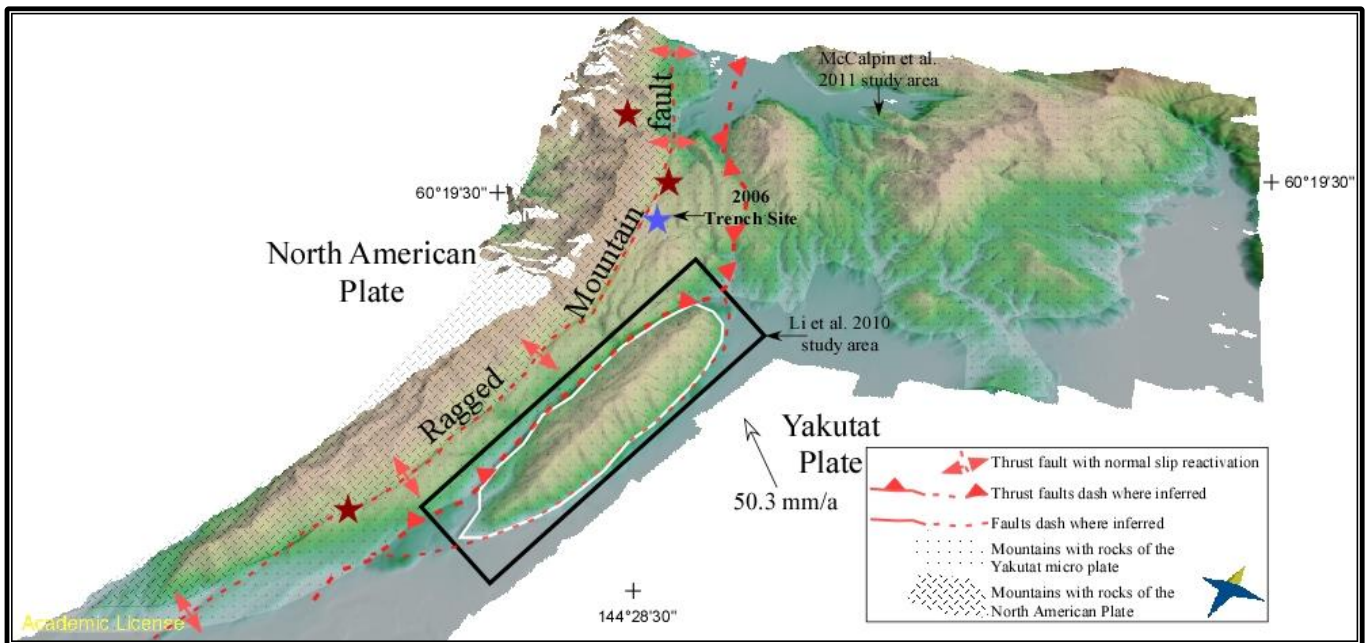 McCalpin et al.
2011 study area
60°19'30"
60°19'30"
2006
Trench Site
North American
Plate
Ragged Mountain fault
Li et al. 2010
study area
Yakutat
Plate
50.3 mm/a
144°28'30"
Thrust fault with normal slip reactivation
Thrust faults dash where inferred
Faults dash where inferred
Mountains with rocks of the
Yakutat micro plate
Mountains with rocks of the
North American Plate
Academic License